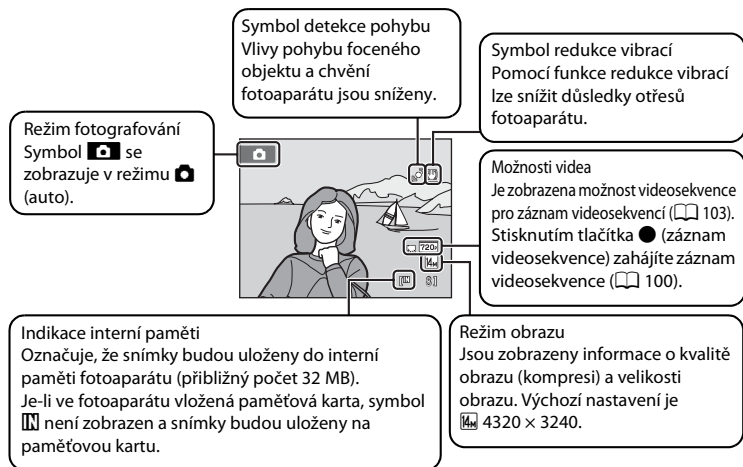 Symbol detekce pohybu
Vlivy pohybu foceného
objektu a chvění
fotoaparátu jsou sníženy.
Symbol redukce vibrací
Pomocí funkce redukce vibrací
lze snížit důsledky otřesů
fotoaparátu.
Režim fotografování
Symbol se
zobrazuje v režimu
(auto).
Možnosti videa
Je zobrazena možnost videosekvence
pro záznam videosekvencí ( 103).
Stisknutím tlačítka ● (záznam
videosekvence) zahájíte záznam
videosekvence ( 100).
720p
14M
IN 8]
Indikace interní paměti
Označuje, že snímky budou uloženy do interní
paměti fotoaparátu (přibližný počet 32 MB).
Je-li ve fotoaparátu vložená paměťová karta, symbol
IN není zobrazen a snímky budou uloženy na
paměťovou kartu.
Režim obrazu
Jsou zobrazeny informace o kvalitě
obrazu (kompresi) a velikosti
obrazu. Výchozí nastavení je
14M 4320 × 3240.